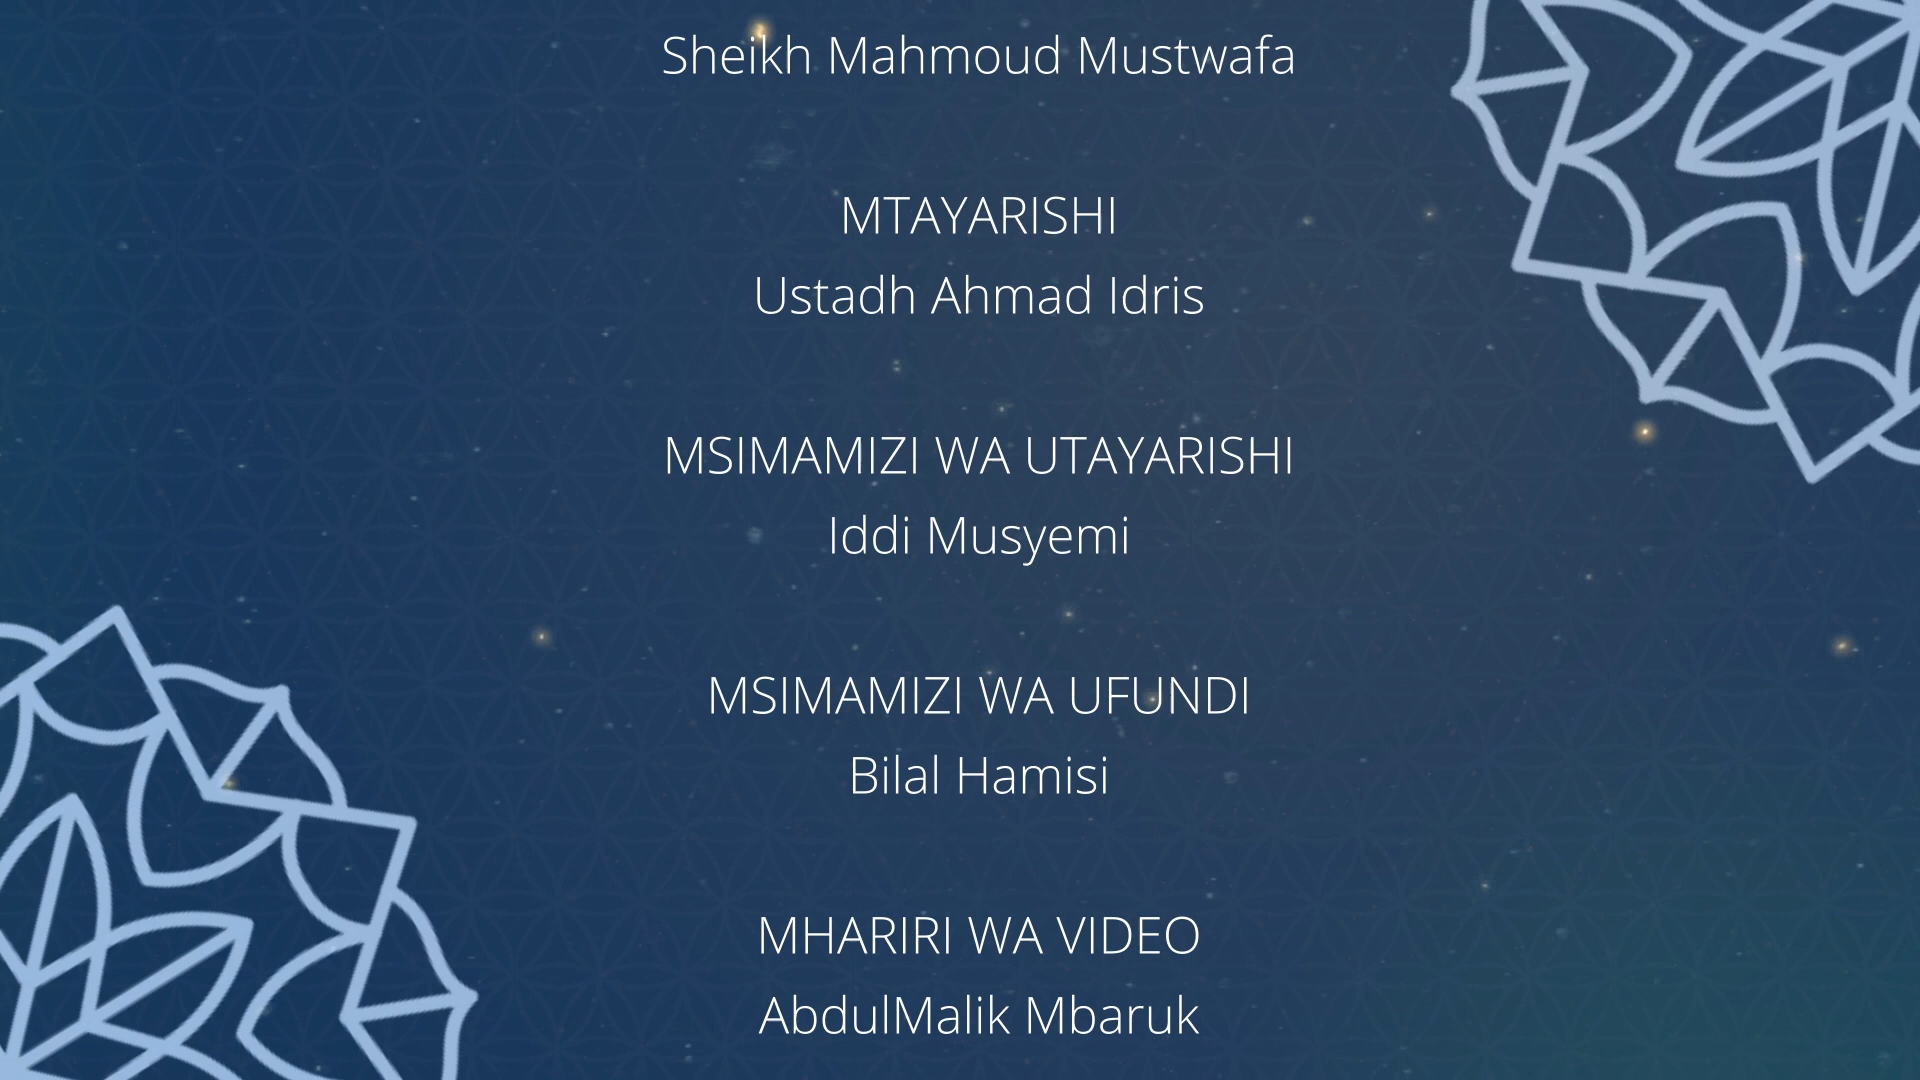 Sheikh Mahmoud Mustwafa
MTAYARISHI
Ustadh Ahmad Idris
MSIMAMIZI WA UTAYARISHI
Iddi Musyemi
MSIMAMIZI WA UFUNDI
Bilal Hamisi
MHARIRI WA VIDEO
AbdulMalik Mbaruk